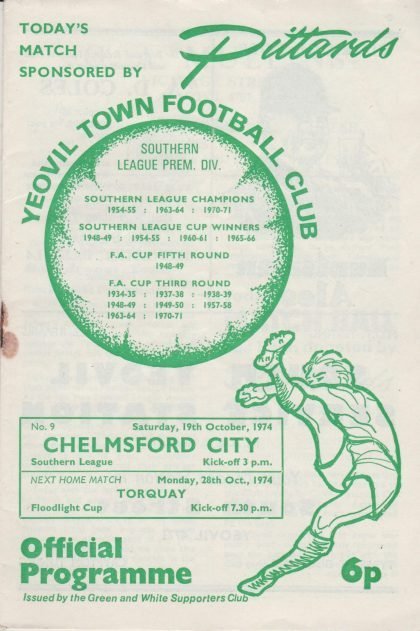 TODAY'S
MATCH
SPONSORED BY
Pittards
YEOVIL TOWN FOOTBALL CLUB
SOUTHERN
LEAGUE PREM. DIV.
SOUTHERN LEAGUE CHAMPIONS
1954-55 : 1963-64 : 1970-71
SOUTHERN LEAGUE CUP WINNERS
1948-49 : 1954-55 : 1960-61 : 1965-66
F.A. CUP FIFTH ROUND
1948-49
F.A. CUP THIRD ROUND
1934-35 : 1937-38 : 1938-39
1948-49 : 1949-50 : 1957-58
1963-64 : 1970-71
No. 9 Saturday, 19th October, 1974
CHELMSFORD CITY
Southern League Kick-off 3 p.m.
NEXT HOME MATCH Monday, 28th Oct., 1974
TORQUAY
Floodlight Cup Kick-off 7.30 p.m.
Official
Programme
6p
Issued by the Green and White Supporters Club